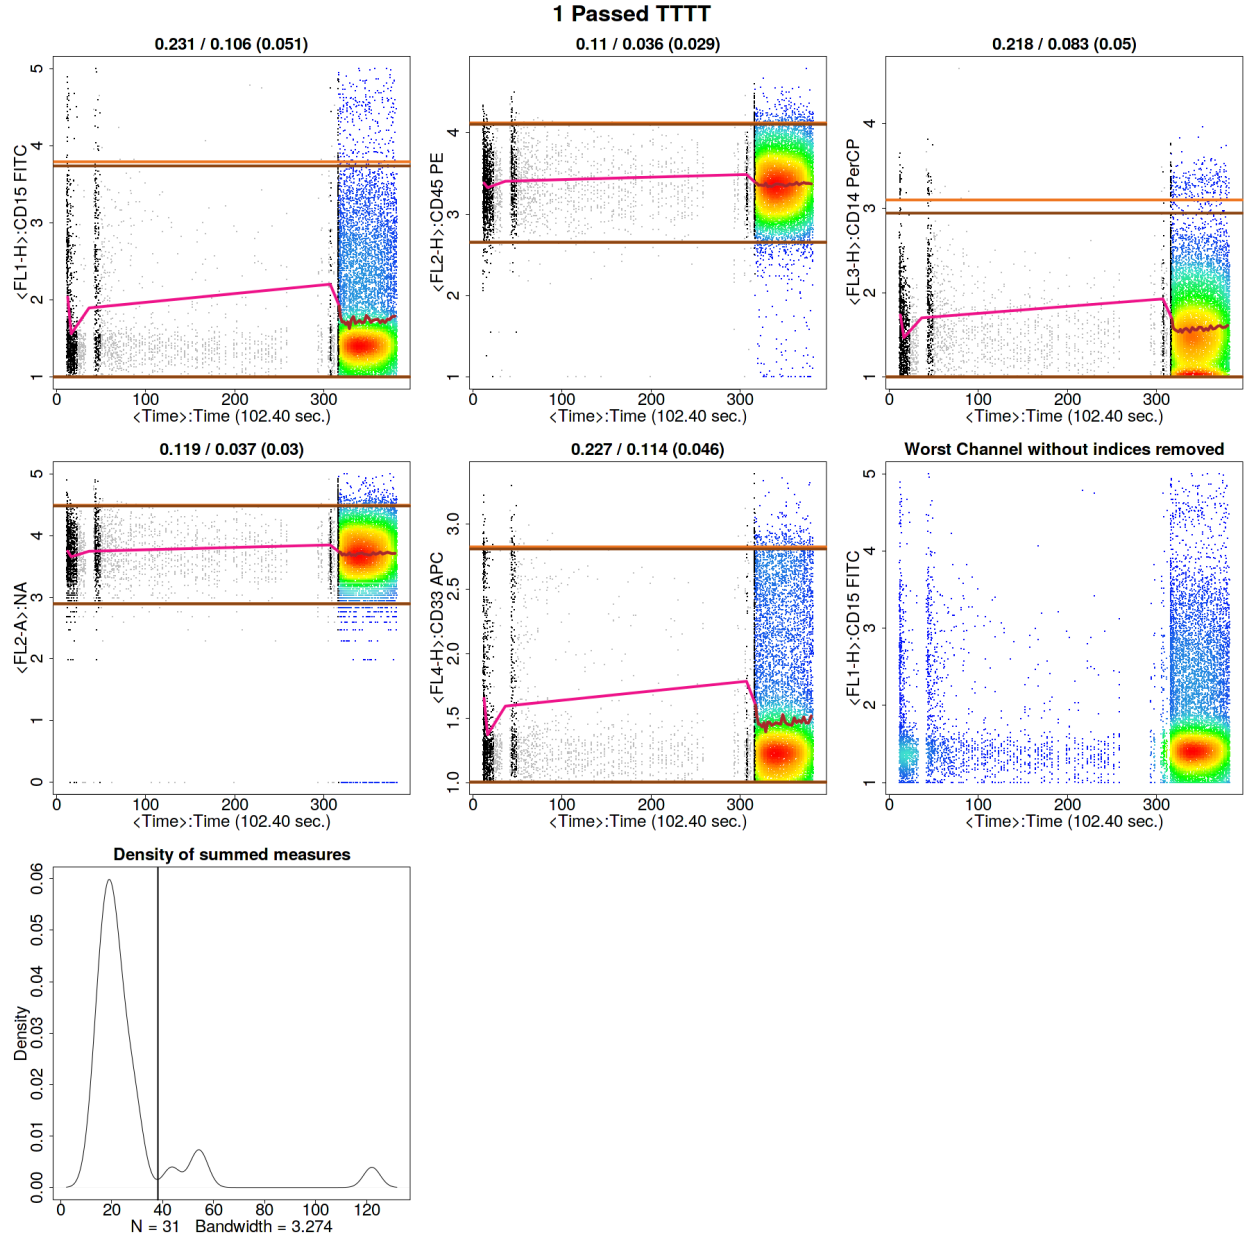 1 Passed TTTT
0.231 / 0.106 (0.051)
<FL1-H>:CD15 FITC
5
4
3
2
1
0 100 200 300
<Time>:Time (102.40 sec.)
0.11 / 0.036 (0.029)
<FL2-H>:CD45 PE
4
3
2
1
0 100 200 300
<Time>:Time (102.40 sec.)
0.218 / 0.083 (0.05)
<FL3-H>:CD14 PerCP
4
3
2
1
0 100 200 300
<Time>:Time (102.40 sec.)
0.119 / 0.037 (0.03)
<FL2-A>:NA
5
4
3
2
1
0
0 100 200 300
<Time>:Time (102.40 sec.)
0.227 / 0.114 (0.046)
<FL4-H>:CD33 APC
3.0
2.5
2.0
1.5
1.0
0 100 200 300
<Time>:Time (102.40 sec.)
Worst Channel without indices removed
<FL1-H>:CD15 FITC
5
4
3
2
1
0 100 200 300
<Time>:Time (102.40 sec.)
Density of summed measures
Density
0.06
0.05
0.04
0.03
0.02
0.01
0.00
0 20 40 60 80 100 120
N = 31 Bandwidth = 3.274